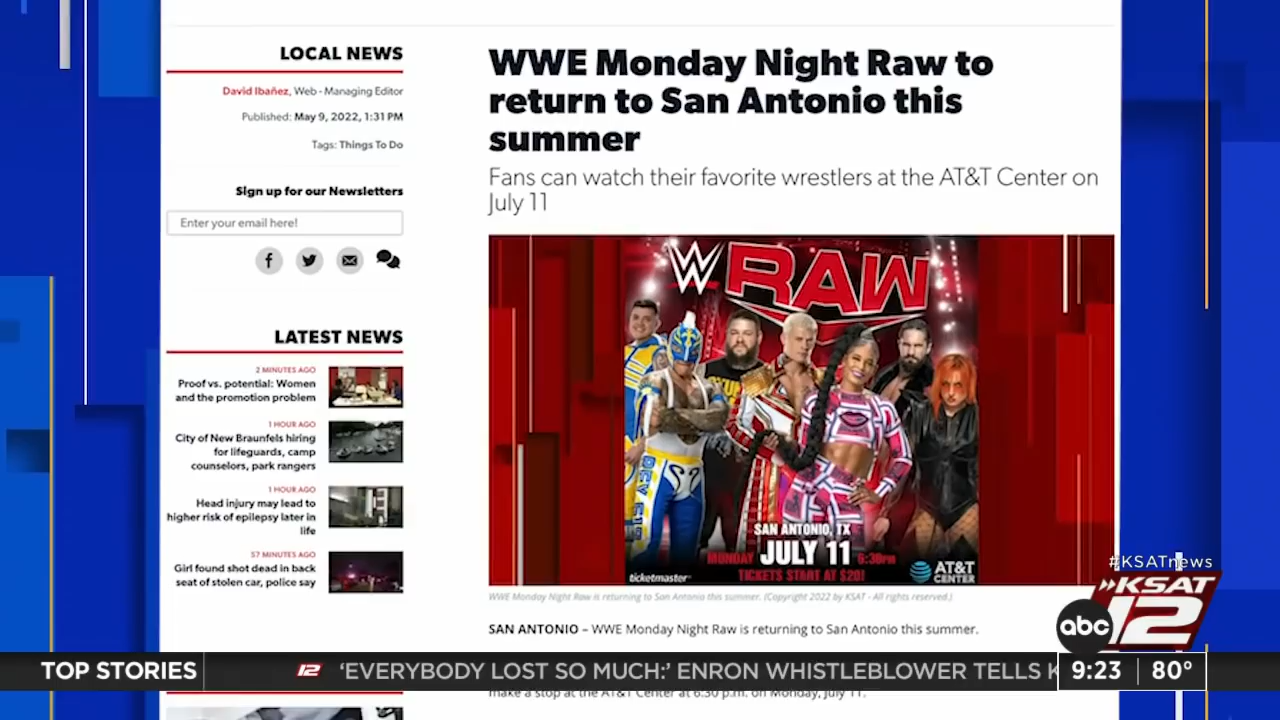 LOCAL NEWS
David Ibañez, Web - Managing Editor
Published: May 9, 2022, 1:31 PM
Tags: Things To Do
Sign up for our Newsletters
Enter your email here!
LATEST NEWS
2 MINUTES AGO
Proof vs. potential: Women
and the promotion problem
1 HOUR AGO
City of New Braunfels hiring
for lifeguards, camp
counselors, park rangers
1 HOUR AGO
Head injury may lead to
higher risk of epilepsy later in
life
57 MINUTES AGO
Girl found shot dead in back
seat of stolen car, police say
WWE Monday Night Raw to
return to San Antonio this
summer
Fans can watch their favorite wrestlers at the AT&T Center on
July 11
W RAW
SAN ANTONIO, TX
MONDAY JULY 11 6:30PM
TICKETS START AT $20!
ticketmaster
AT&T
CENTER
WWE Monday Night Raw is returning to San Antonio this summer. (Copyright 2022 by KSAT - All rights reserved.)
SAN ANTONIO – WWE Monday Night Raw is returning to San Antonio this summer.
make a stop at the AT&T Center at 6:30 p.m. on Monday, July 11.
#KSATnews
abc KSAT
12
TOP STORIES
12 'EVERYBODY LOST SO MUCH:' ENRON WHISTLEBLOWER TELLS
9:23 80°